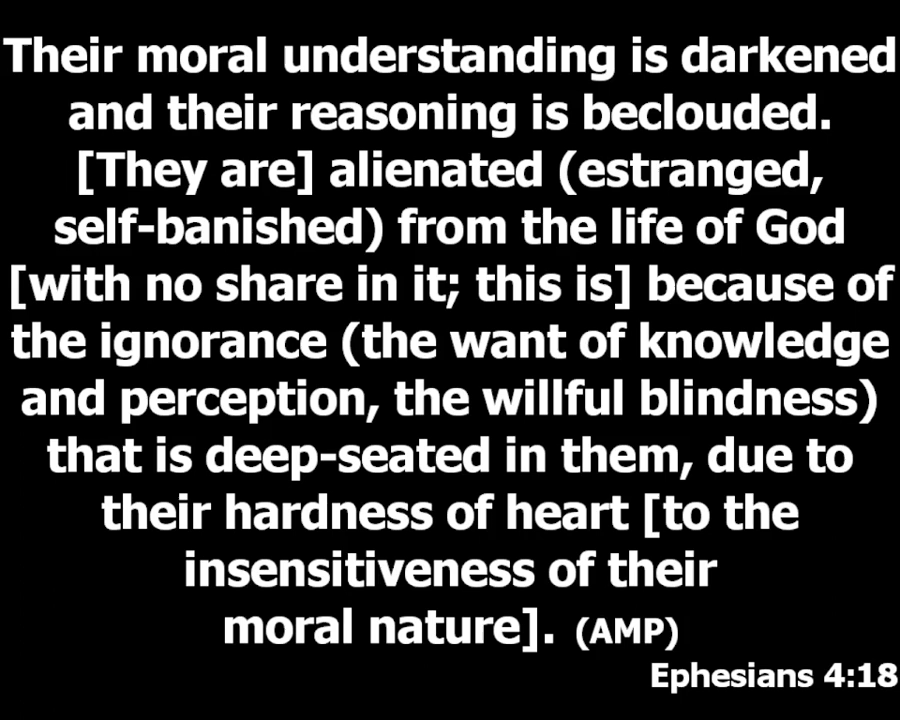 Their moral understanding is darkened
and their reasoning is beclouded.
[They are] alienated (estranged,
self-banished) from the life of God
[with no share in it; this is] because of
the ignorance (the want of knowledge
and perception, the willful blindness)
that is deep-seated in them, due to
their hardness of heart [to the
insensitiveness of their
moral nature]. (AMP)
Ephesians 4:18